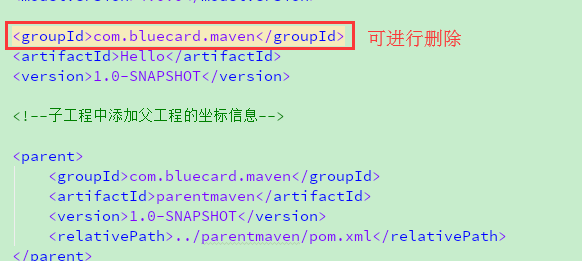 <groupId>com.bluecard.maven</groupId> 可进行删除
<artifactId>Hello</artifactId>
<version>1.0-SNAPSHOT</version>
<!--子工程中添加父工程的坐标信息-->
<parent>
<groupId>com.bluecard.maven</groupId>
<artifactId>parentmaven</artifactId>
<version>1.0-SNAPSHOT</version>
<relativePath>../parentmaven/pom.xml</relativePath>
</parent>